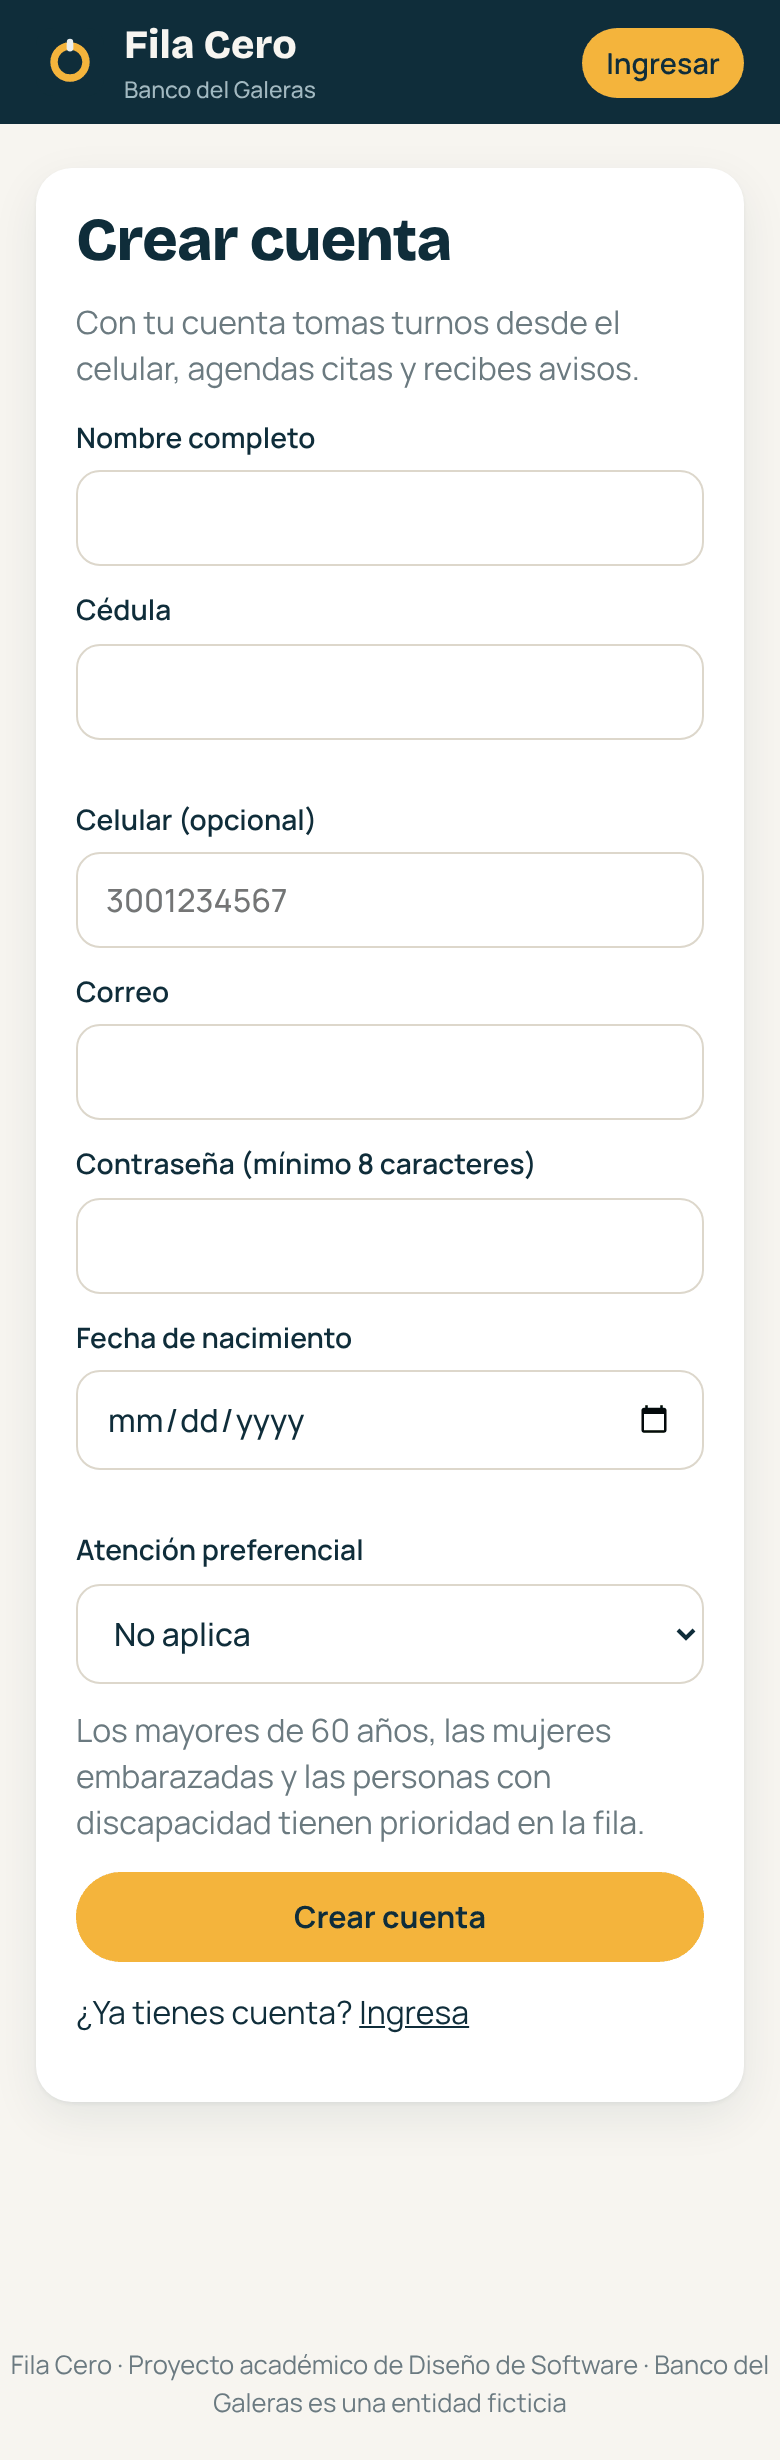 Fila Cero
Banco del Galeras
Ingresar
Crear cuenta
Con tu cuenta tomas turnos desde el
celular, agendas citas y recibes avisos.
Nombre completo
Cédula
Celular (opcional)
3001234567
Correo
Contraseña (mínimo 8 caracteres)
Fecha de nacimiento
mm/dd/yyyy
Atención preferencial
No aplica
Los mayores de 60 años, las mujeres
embarazadas y las personas con
discapacidad tienen prioridad en la fila.
Crear cuenta
¿Ya tienes cuenta? Ingresa
Fila Cero · Proyecto académico de Diseño de Software · Banco del
Galeras es una entidad ficticia